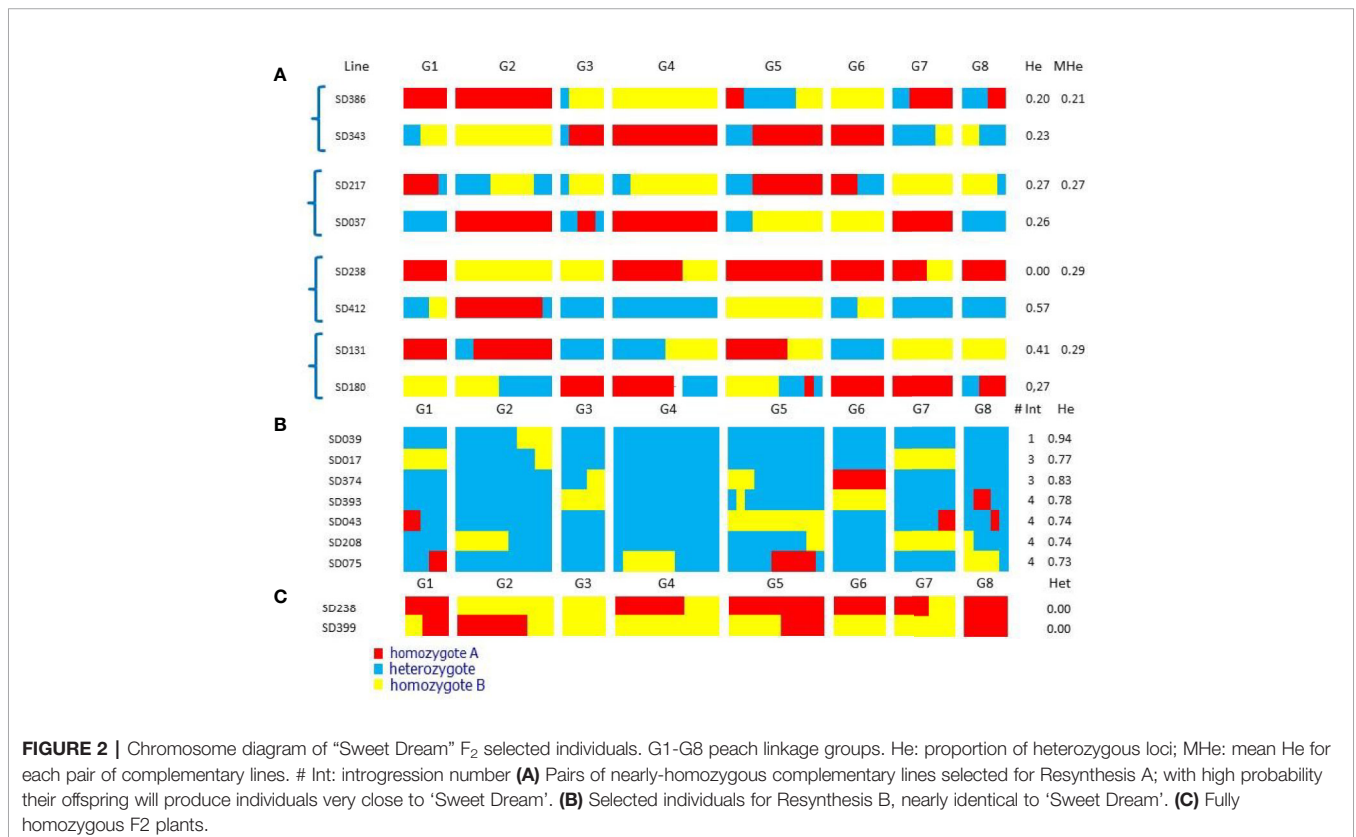 A
Line G1 G2 G3 G4 G5 G6 G7 G8 He MHe
SD386 0.20 0.21
SD343 0.23
SD217 0.27 0.27
SD037 0.26
SD238 0.00 0.29
SD412 0.57
SD131 0.41 0.29
SD180 0,27
G1 G2 G3 G4 G5 G6 G7 G8 # Int He
B
SD039 1 0.94
SD017 3 0.77
SD374 3 0.83
SD393 4 0.78
SD043 4 0.74
SD208 4 0.74
SD075 4 0.73
G1 G2 G3 G4 G5 G6 G7 G8 Het
C
SD238 0.00
SD399 0.00
homozygote A
heterozygote
homozygote B
FIGURE 2 | Chromosome diagram of “Sweet Dream” F2 selected individuals. G1-G8 peach linkage groups. He: proportion of heterozygous loci; MHe: mean He for
each pair of complementary lines. # Int: introgression number (A) Pairs of nearly-homozygous complementary lines selected for Resynthesis A; with high probability
their offspring will produce individuals very close to ‘Sweet Dream’. (B) Selected individuals for Resynthesis B, nearly identical to ‘Sweet Dream’. (C) Fully
homozygous F2 plants.